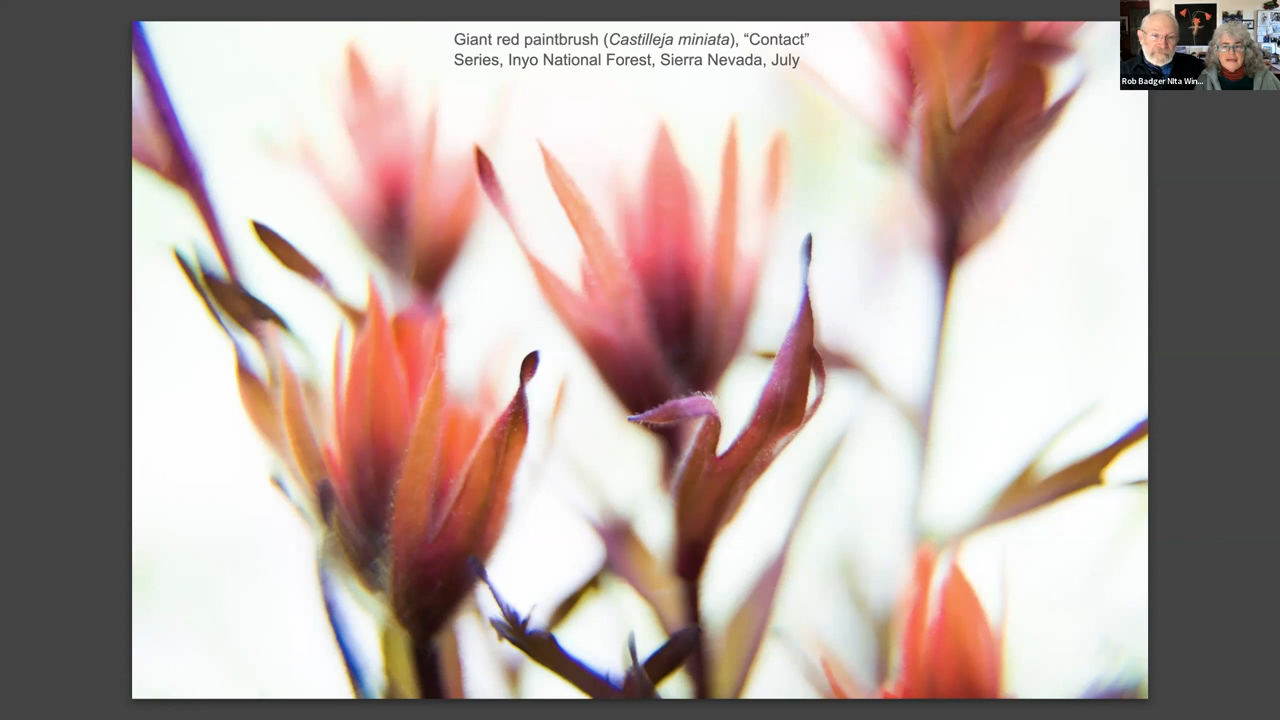 Giant red paintbrush (Castilleja miniata), “Contact”
Series, Inyo National Forest, Sierra Nevada, July
Rob Badger NIta Win...